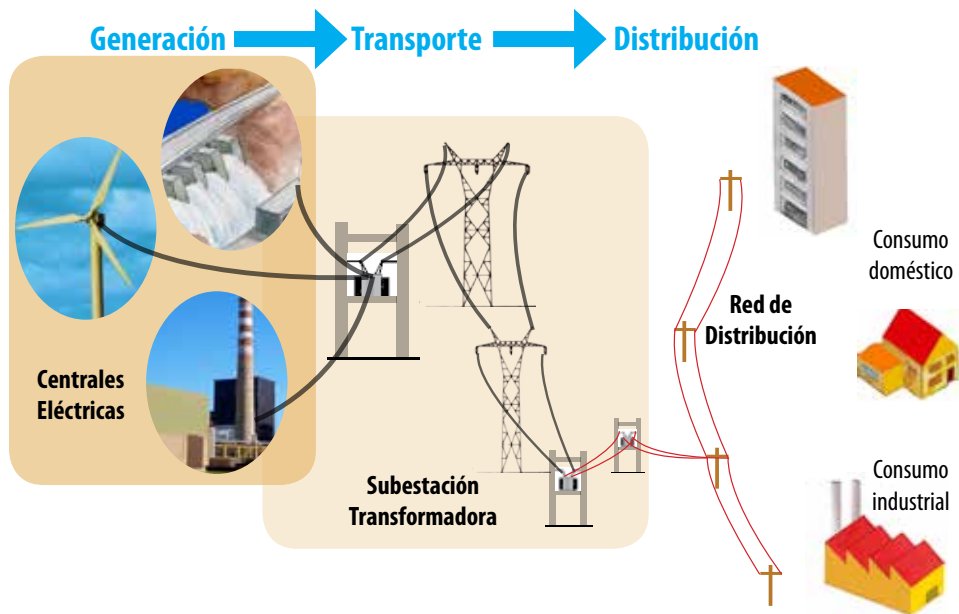 Generación Transporte Distribución
Centrales
Eléctricas
Subestación
Transformadora
Red de
Distribución
Consumo
doméstico
Consumo
industrial